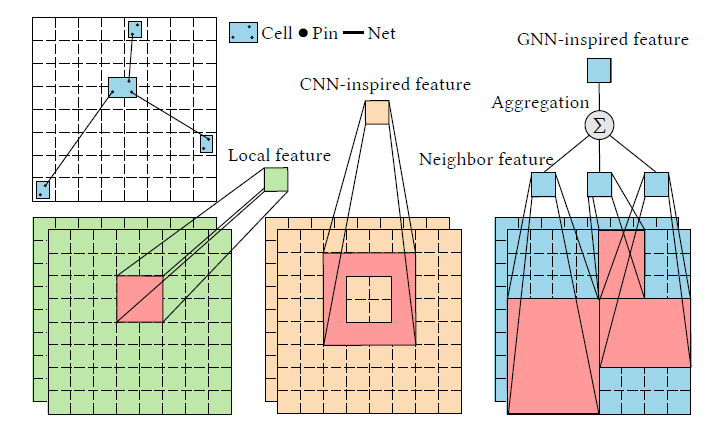 Cell Pin Net
GNN-inspired feature
CNN-inspired feature
Aggregation
Σ
Local feature
Neighbor feature